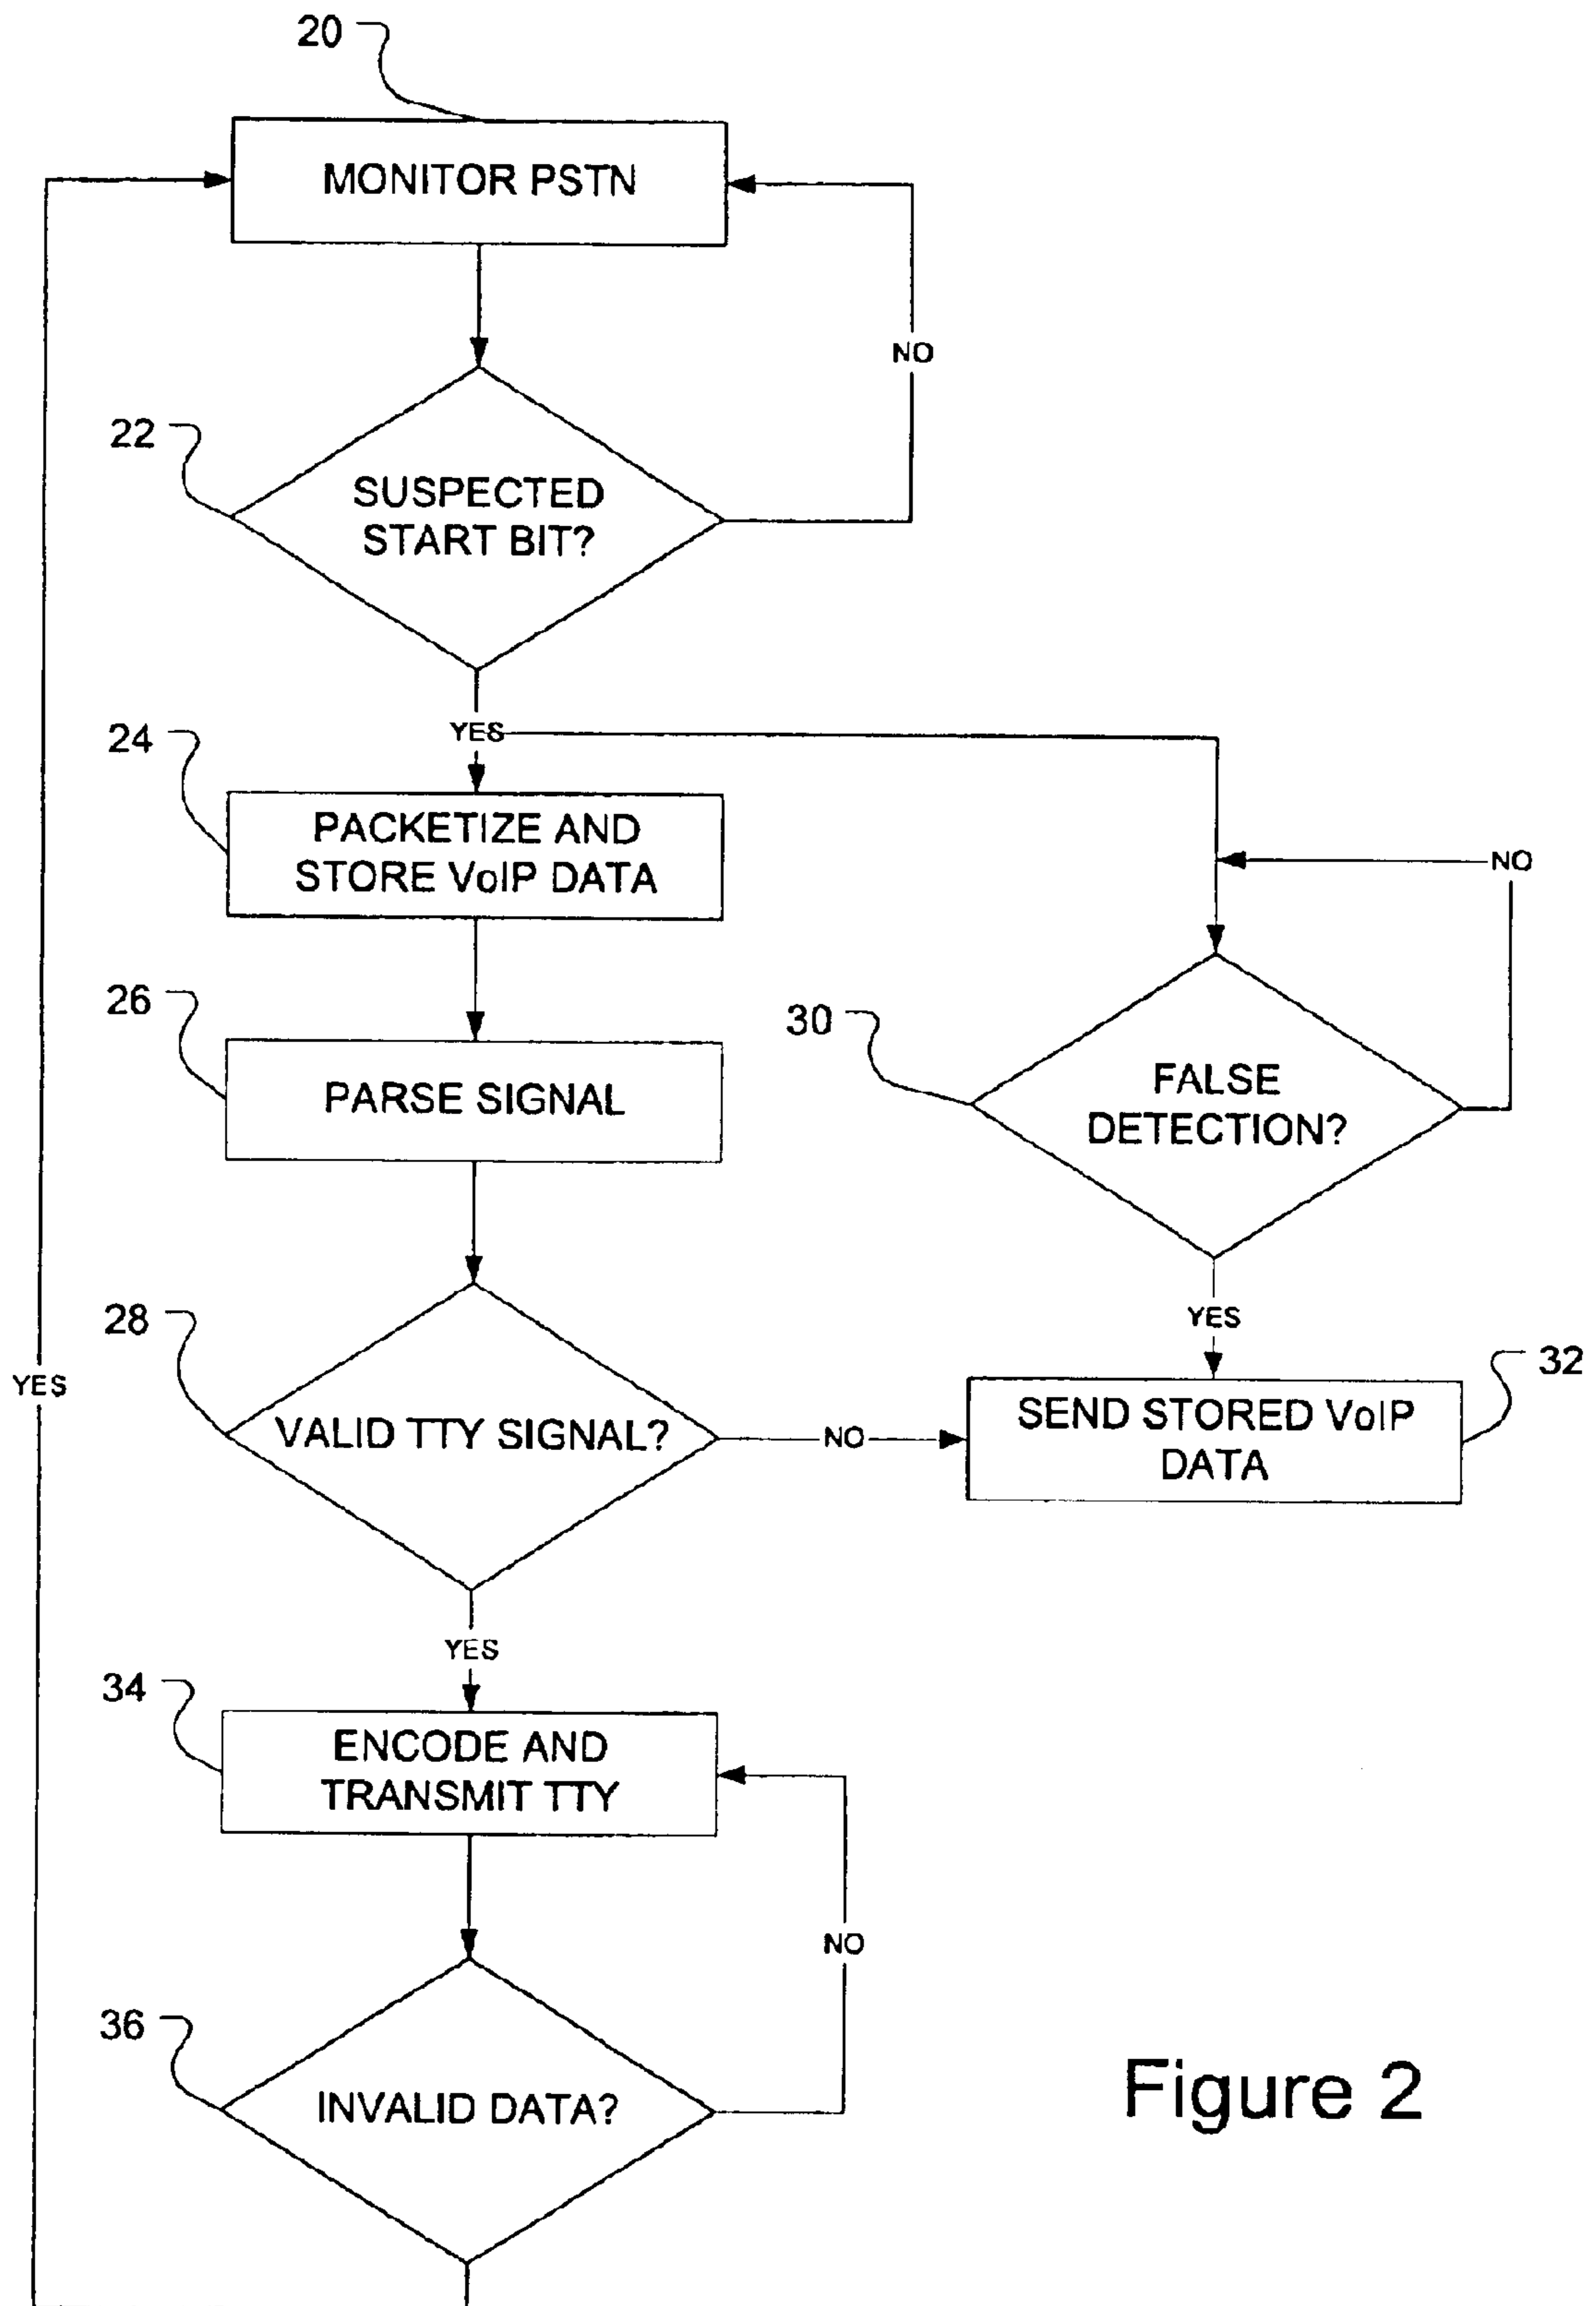 20
MONITOR PSTN
NO
22
SUSPECTED
START BIT?
YES
24
PACKETIZE AND
STORE VoIP DATA
NO
26
PARSE SIGNAL
30
FALSE
DETECTION?
YES
28
VALID TTY SIGNAL?
NO
32
SEND STORED VoIP
DATA
YES
YES
34
ENCODE AND
TRANSMIT TTY
NO
36
INVALID DATA?
Figure 2